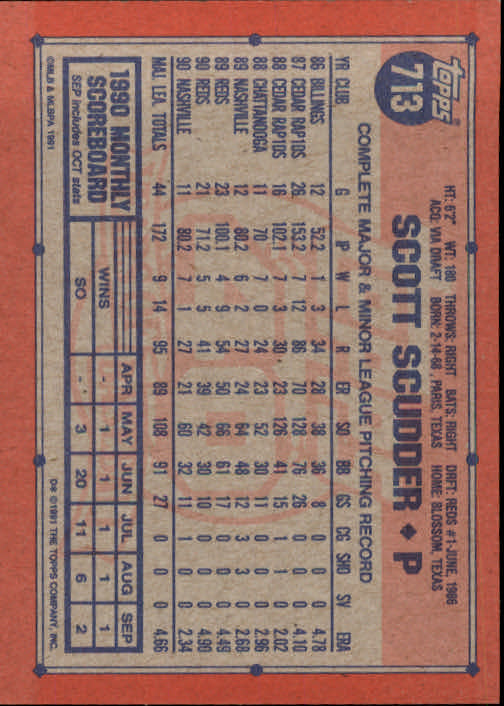 topps
713
HT: 6'2" WT: 180 THROWS: RIGHT BATS: RIGHT DRFT: REDS #1-JUNE 1986
ACQ: VIA DRAFT BORN: 2-14-68 PARIS, TEXAS HOME: BLOSSOM, TEXAS
SCOTT SCUDDER ♦ P
COMPLETE MAJOR & MINOR LEAGUE PITCHING RECORD
YR CLUB G IP W L R ER SO BB GS CG SHO SV ERA
86 BILLINGS 12 52.2 1 3 34 28 38 36 8 0 0 0 4.78
87 CEDAR RAPIDS 26 153.2 7 12 86 70 128 76 26 0 0 0 4.10
88 CEDAR RAPIDS 16 102.1 7 3 30 23 126 41 15 1 1 0 2.02
88 CHATTANOOGA 11 70 7 0 24 23 52 30 11 0 0 0 2.96
89 NASHVILLE 12 80.2 6 2 27 24 64 48 12 3 3 0 2.68
89 REDS 23 100.1 4 9 54 50 66 61 17 0 0 0 4.49
90 REDS 21 71.2 5 5 41 39 42 30 10 0 0 0 4.90
90 NASHVILLE 11 80.2 7 1 27 21 60 32 11 1 0 0 2.34
MAJ. LEA. TOTALS 44 172 9 14 95 89 108 91 27 0 0 0 4.66
1990 MONTHLY SCOREBOARD
SEP includes OCT stats
APR MAY JUN JUL AUG SEP
WINS - 1 1 1 1 1
SO - 3 20 11 6 2
©MLB & MLBPA 1991
D* ©1991 THE TOPPS COMPANY, INC.